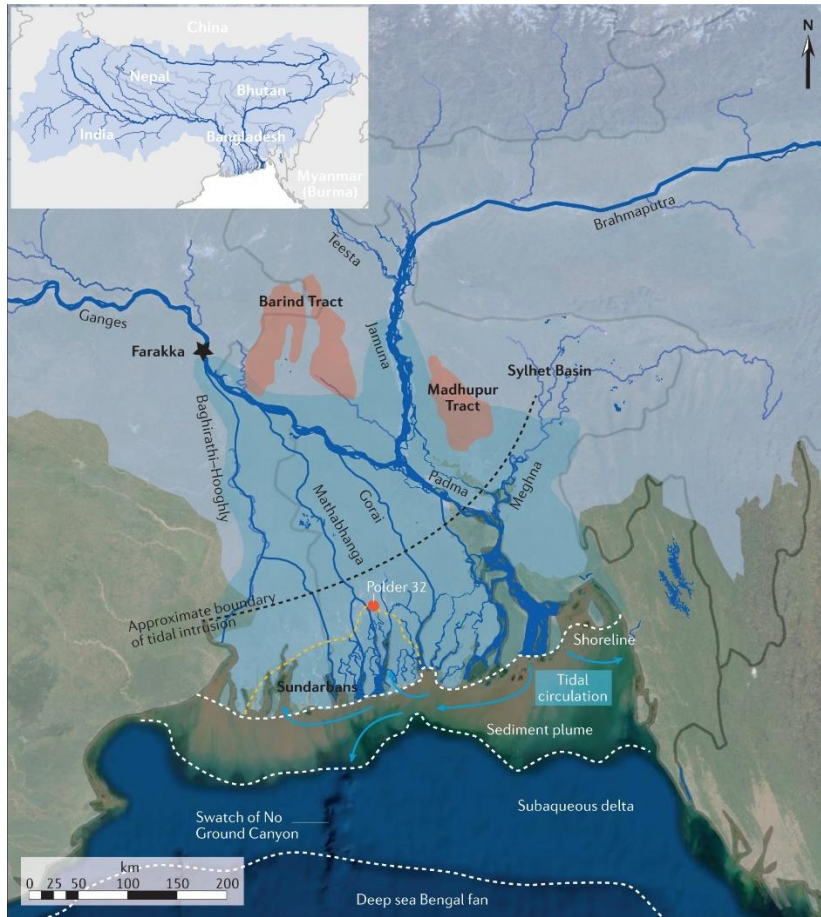 China
Nepal
Bhutan
India
Bangladesh
Myanmar
(Burma)
N
Brahmaputra
Teesta
Barind Tract
Ganges
Jamuna
Farakka
Sylhet Basin
Madhupur
Tract
Baghirathi–Hooghly
Mathabhanga
Gorai
Padma
Meghna
Polder 32
Approximate boundary
of tidal intrusion
Shoreline
Sundarbans
Tidal
circulation
Sediment plume
Swatch of No
Ground Canyon
Subaqueous delta
km
0 25 50 100 150 200
Deep sea Bengal fan